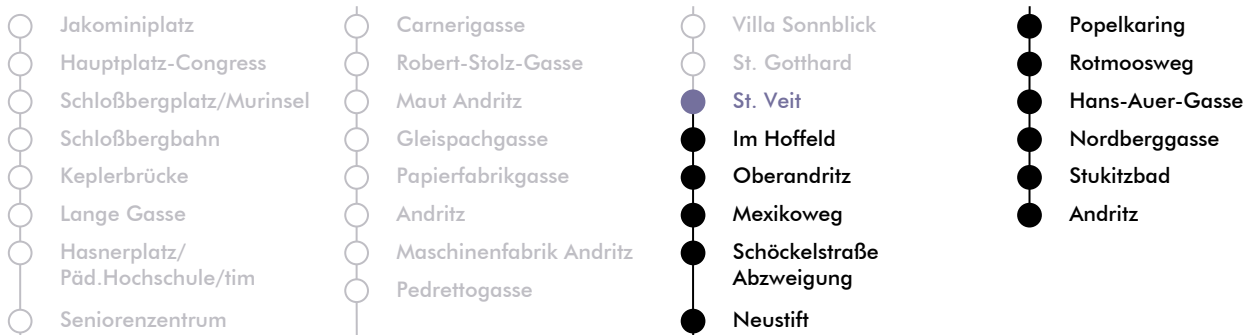 Jakominiplatz
Hauptplatz-Congress
Schloßbergplatz/Murinsel
Schloßbergbahn
Keplerbrücke
Lange Gasse
Hasnerplatz/
Päd.Hochschule/tim
Seniorenzentrum
Carnerigasse
Robert-Stolz-Gasse
Maut Andritz
Gleispachgasse
Papierfabrikgasse
Andritz
Maschinenfabrik Andritz
Pedrettogasse
Villa Sonnblick
St. Gotthard
St. Veit
Im Hoffeld
Oberandritz
Mexikoweg
Schöckelstraße
Abzweigung
Neustift
Popelkaring
Rotmoosweg
Hans-Auer-Gasse
Nordberggasse
Stukitzbad
Andritz